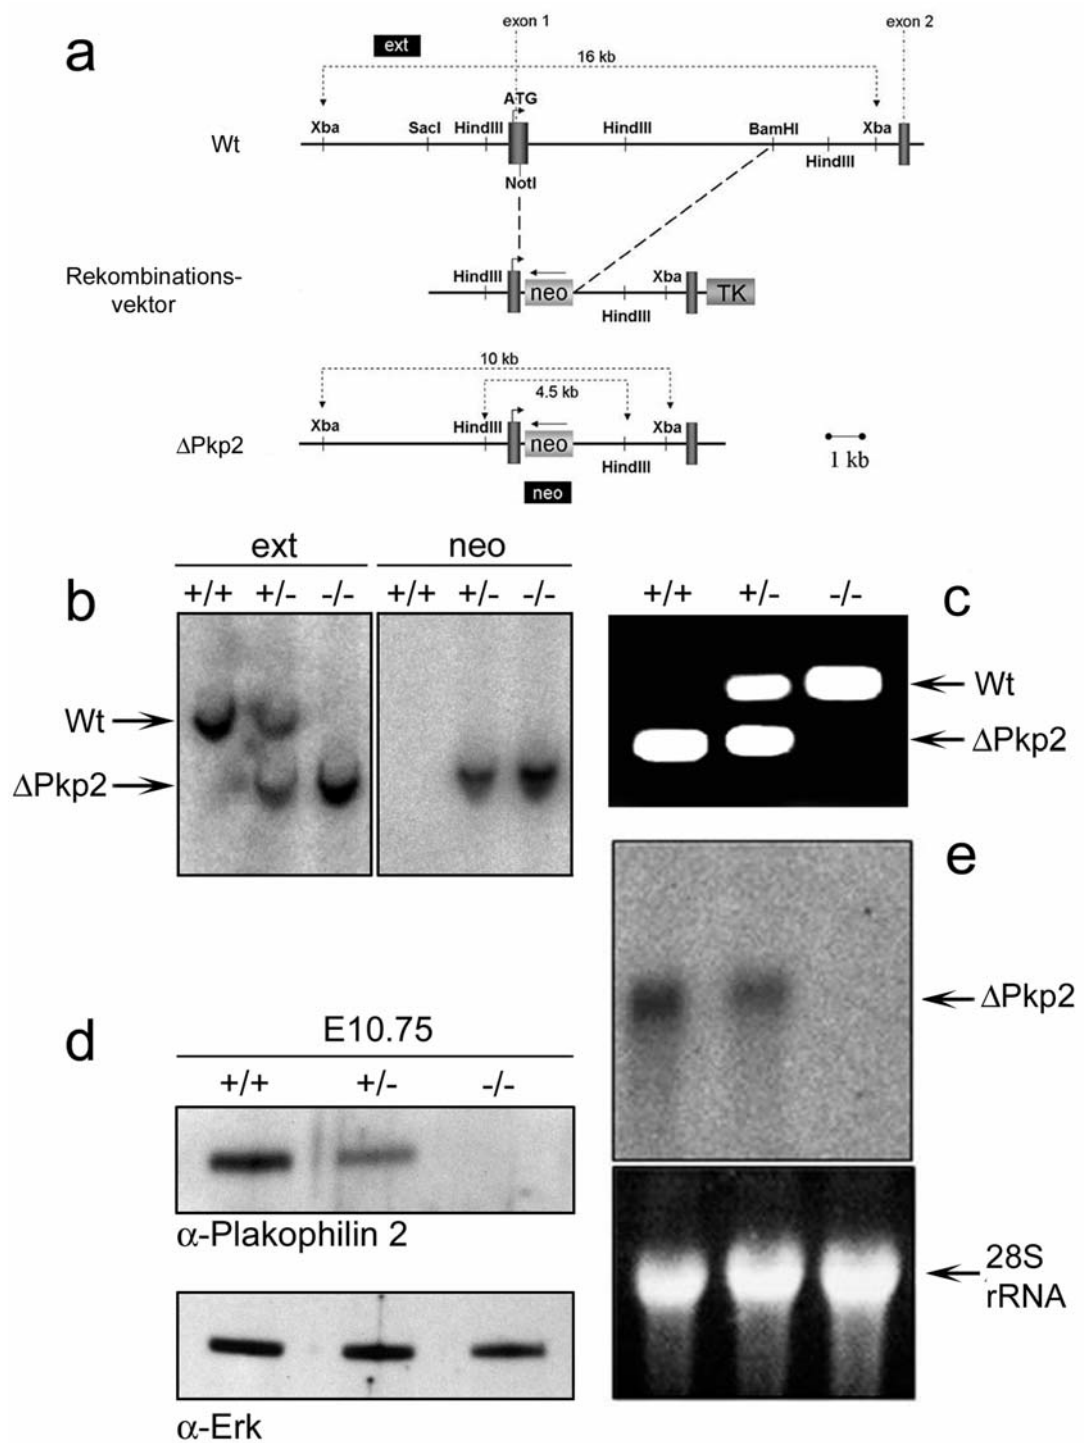 a
exon 1
exon 2
ext
16 kb
ATG
Xba
SacI
HindIII
HindIII
BamHI
Xba
Wt
HindIII
NotI
Rekombinations-
vektor
HindIII
neo
Xba
TK
HindIII
10 kb
4.5 kb
Xba
HindIII
Xba
ΔPkp2
neo
HindIII
1 kb
neo
b
ext
neo
+/+ +/- -/- +/+ +/- -/-
Wt
ΔPkp2
c
+/+ +/- -/-
Wt
ΔPkp2
d
E10.75
+/+ +/- -/-
α-Plakophilin 2
α-Erk
e
ΔPkp2
28S
rRNA